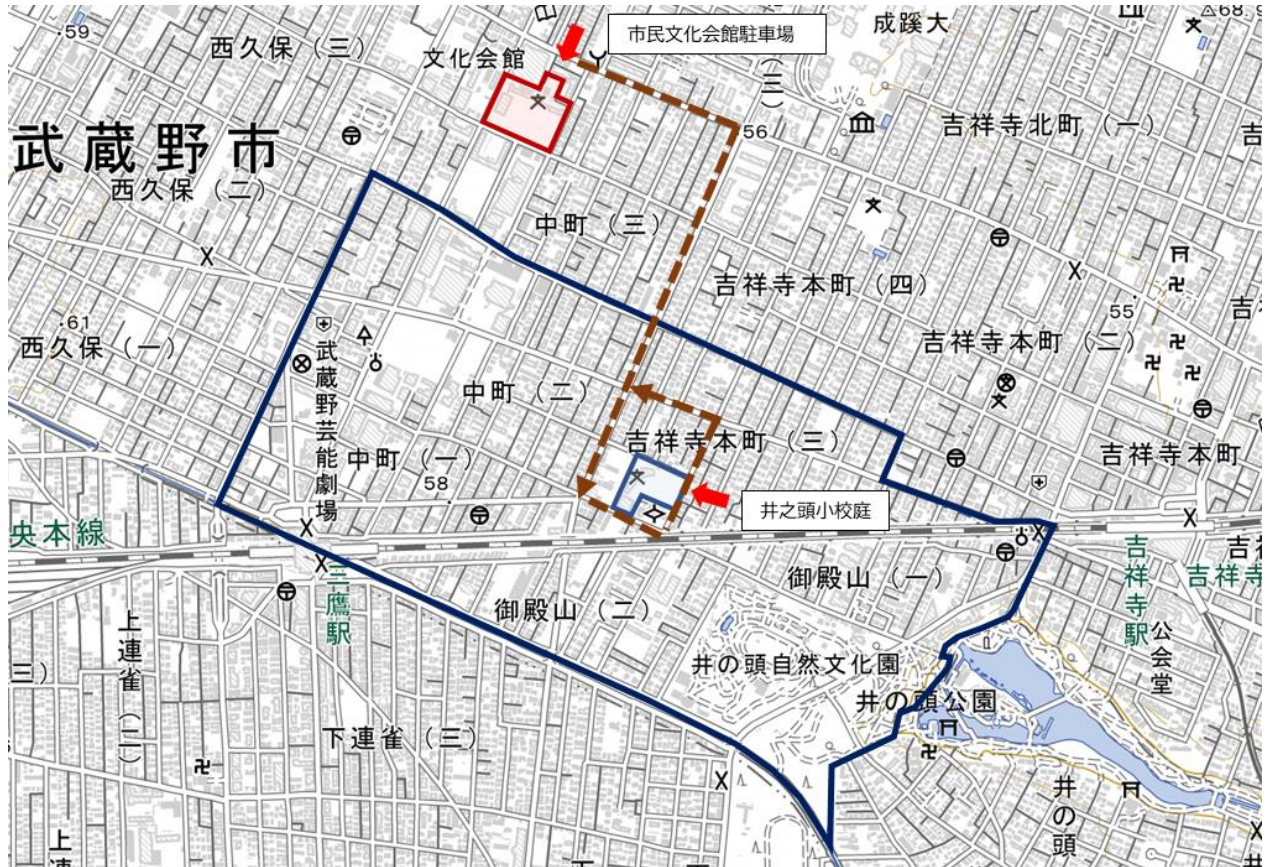 59
西久保（三）
文化会館
市民文化会館駐車場
成蹊大
△68.9
（三）
56
吉祥寺北町（一）
武蔵野市
西久保（二）
中町（三）
吉祥寺本町（四）
55
吉祥寺本町（二）
61
西久保（一）
武蔵野芸能劇場
中町（二）
吉祥寺本町（三）
吉祥寺本町
中町（一）
58
井之頭小校庭
央本線
三鷹駅
御殿山（一）
吉祥寺駅
吉祥寺
御殿山（二）
公会堂
上連雀（二）
三）
井の頭自然文化園
井の頭公園
下連雀（三）
井の頭
上